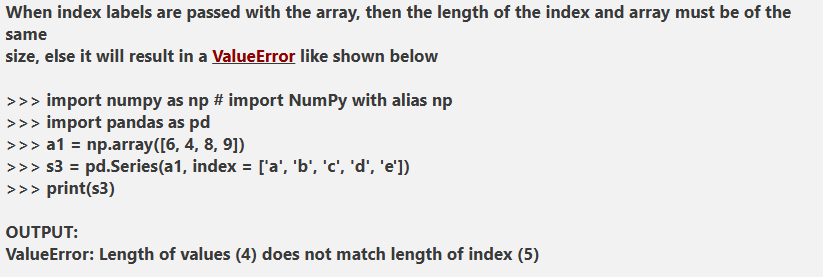 When index labels are passed with the array, then the length of the index and array must be of the
same
size, else it will result in a ValueError like shown below
>>> import numpy as np # import NumPy with alias np
>>> import pandas as pd
>>> a1 = np.array([6, 4, 8, 9])
>>> s3 = pd.Series(a1, index = ['a', 'b', 'c', 'd', 'e'])
>>> print(s3)
OUTPUT:
ValueError: Length of values (4) does not match length of index (5)